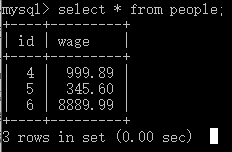 mysql> select * from people;
+----+---------+
| id | wage    |
+----+---------+
|  4 |  999.89 |
|  5 |  345.60 |
|  6 | 8889.99 |
+----+---------+
3 rows in set (0.00 sec)